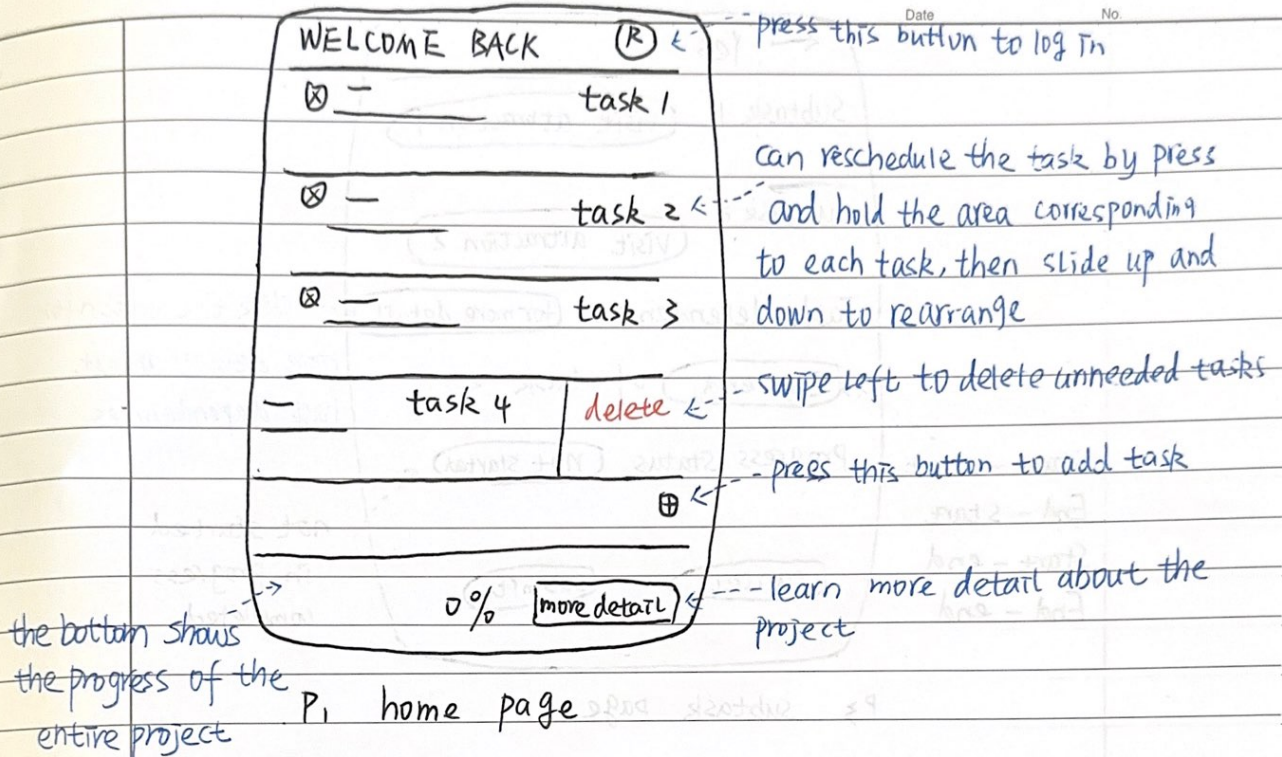 Date No.
WELCOME BACK R
press this button to log in
task 1
can reschedule the task by press
and hold the area corresponding
to each task, then slide up and
down to rearrange
task 2
task 3
task 4 delete
swipe left to delete unneeded tasks
press this button to add task
0% more detail
learn more detail about the
project
the bottom shows
the progress of the
entire project
P1 home page